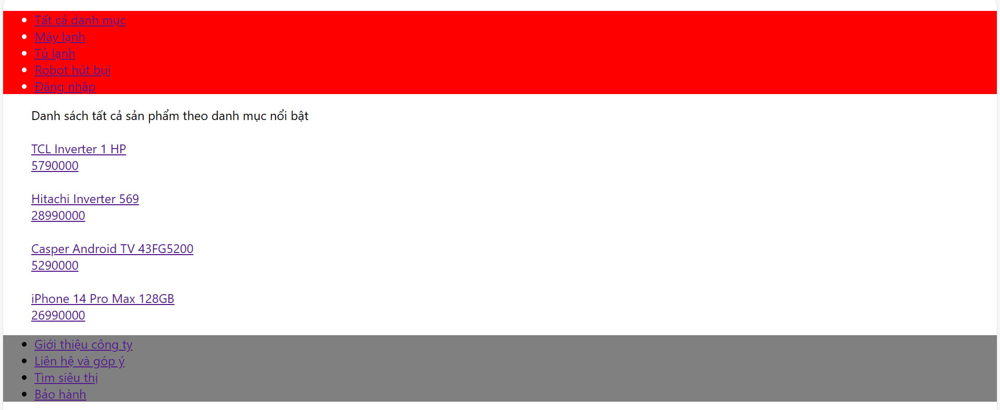 Tất cả danh mục
Máy lạnh
Tủ lạnh
Robot hút bụi
Đăng nhập
Danh sách tất cả sản phẩm theo danh mục nổi bật
TCL Inverter 1 HP
5790000
Hitachi Inverter 569
28990000
Casper Android TV 43FG5200
5290000
iPhone 14 Pro Max 128GB
26990000
Giới thiệu công ty
Liên hệ và góp ý
Tìm siêu thị
Bảo hành